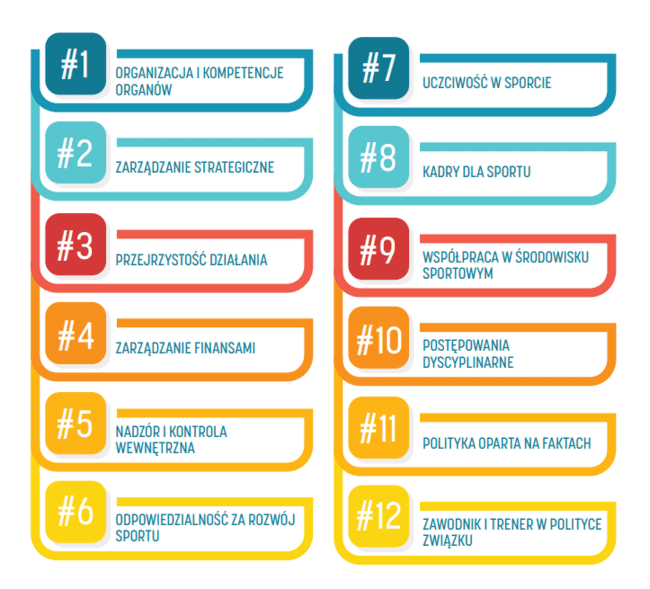 #1
ORGANIZACJA I KOMPETENCJE
ORGANÓW
#2
ZARZĄDZANIE STRATEGICZNE
#3
PRZEJRZYSTOŚĆ DZIAŁANIA
#4
ZARZĄDZANIE FINANSAMI
#5
NADZÓR I KONTROLA
WEWNĘTRZNA
#6
ODPOWIEDZIALNOŚĆ ZA ROZWÓJ
SPORTU
#7
UCZCIWOŚĆ W SPORCIE
#8
KADRY DLA SPORTU
#9
WSPÓŁPRACA W ŚRODOWISKU
SPORTOWYM
#10
POSTĘPOWANIA
DYSCYPLINARNE
#11
POLITYKA OPARTA NA FAKTACH
#12
ZAWODNIK I TRENER W POLITYCE
ZWIĄZKU